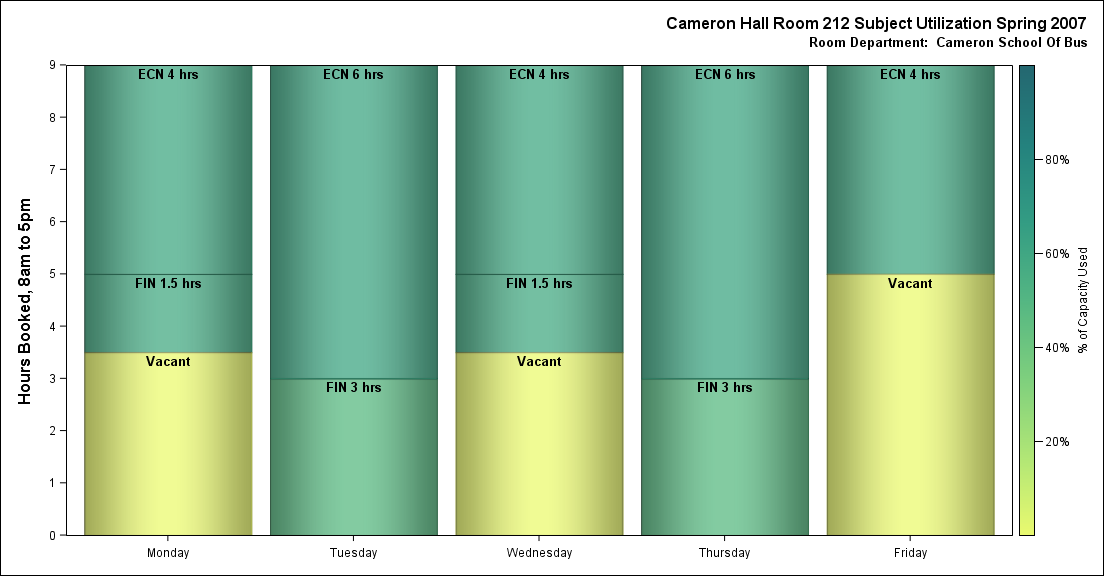 Cameron Hall Room 212 Subject Utilization Spring 2007
Room Department:  Cameron School Of Bus
Hours Booked, 8am to 5pm
9
8
7
6
5
4
3
2
1
0
ECN 4 hrs
FIN 1.5 hrs
Vacant
ECN 6 hrs
FIN 3 hrs
ECN 4 hrs
FIN 1.5 hrs
Vacant
ECN 6 hrs
FIN 3 hrs
ECN 4 hrs
Vacant
Monday
Tuesday
Wednesday
Thursday
Friday
80%
60%
40%
20%
% of Capacity Used